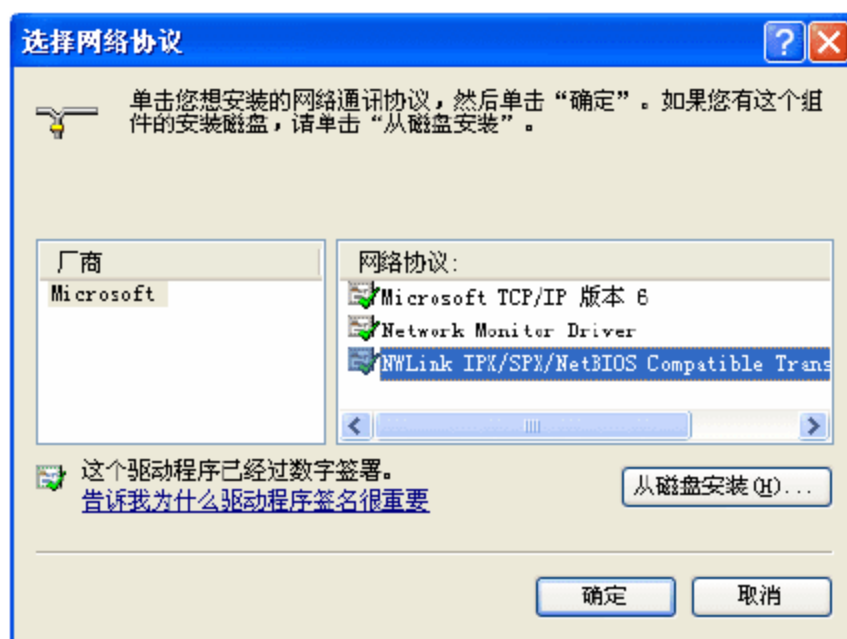 选择网络协议
单击您想安装的网络通讯协议，然后单击“确定”。如果您有这个组
件的安装磁盘，请单击“从磁盘安装”。
厂商
网络协议:
Microsoft
Microsoft TCP/IP 版本 6
Network Monitor Driver
NWLink IPX/SPX/NetBIOS Compatible Trans
这个驱动程序已经过数字签署。
告诉我为什么驱动程序签名很重要
从磁盘安装(H)...
确定
取消